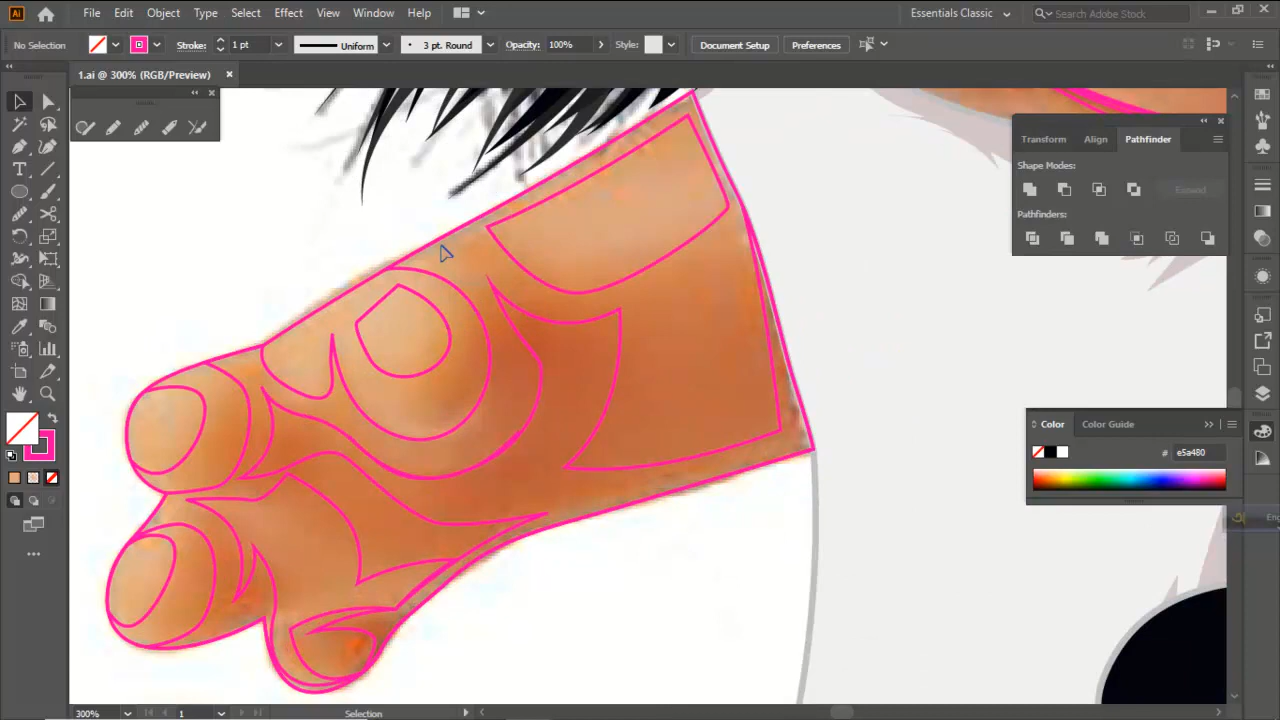 Ai File Edit Object Type Select Effect View Window Help Essentials Classic Search Adobe Stock
No Selection Stroke: 1 pt Uniform 3 pt. Round Opacity: 100% Style: Document Setup Preferences
1.ai @ 300% (RGB/Preview)
Transform Align Pathfinder
Shape Modes:
Expand
Pathfinders:
Color Color Guide
# e5a480
Eng
300% 1 Selection